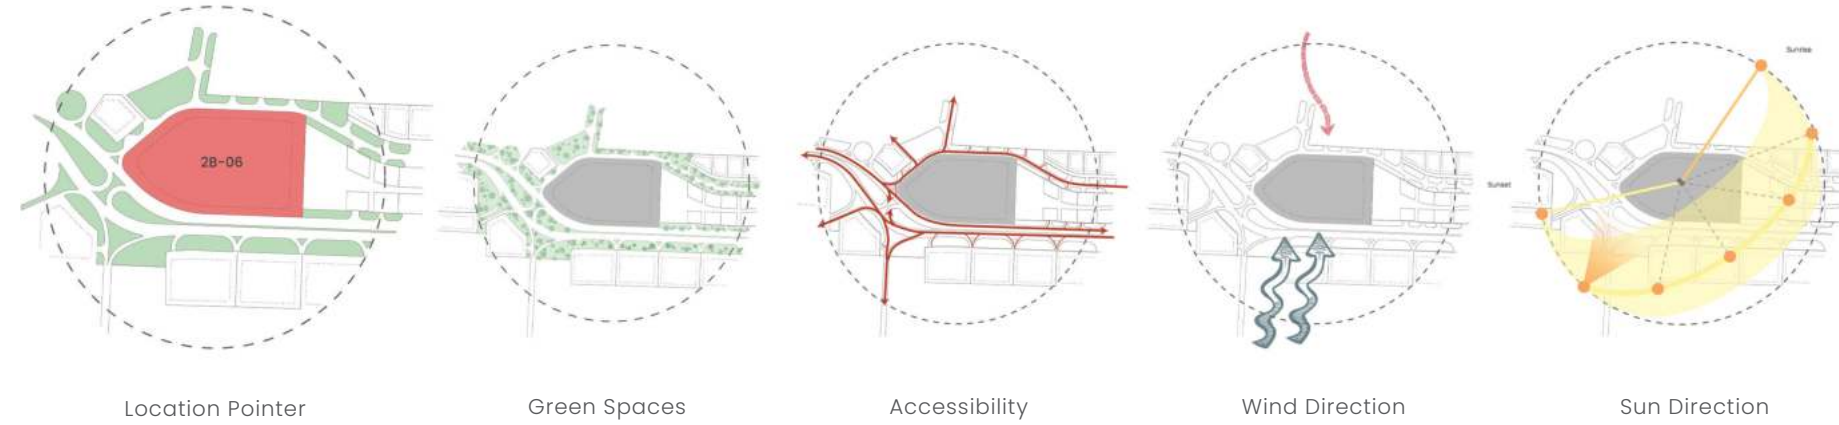 2B-06
Sunrise
Sunset
Location Pointer
Green Spaces
Accessibility
Wind Direction
Sun Direction